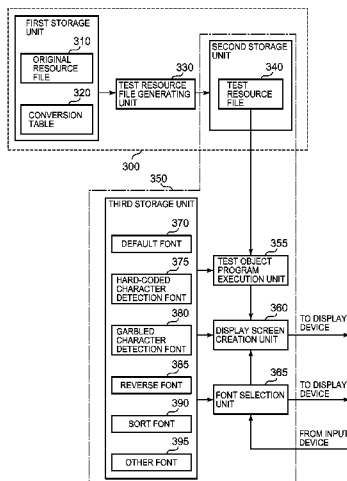 FIRST STORAGE
UNIT
310
ORIGINAL
RESOURCE
FILE
320
CONVERSION
TABLE
330
TEST RESOURCE
FILE GENERATING
UNIT
SECOND STORAGE
UNIT
340
TEST
RESOURCE
FILE
300
350
THIRD STORAGE UNIT
370
DEFAULT FONT
375
HARD-CODED
CHARACTER
DETECTION FONT
380
GARBLED
CHARACTER
DETECTION FONT
385
REVERSE FONT
390
SORT FONT
395
OTHER FONT
355
TEST OBJECT
PROGRAM
EXECUTION UNIT
360
DISPLAY SCREEN
CREATION UNIT
365
FONT SELECTION
UNIT
TO DISPLAY
DEVICE
TO DISPLAY
DEVICE
FROM INPUT
DEVICE